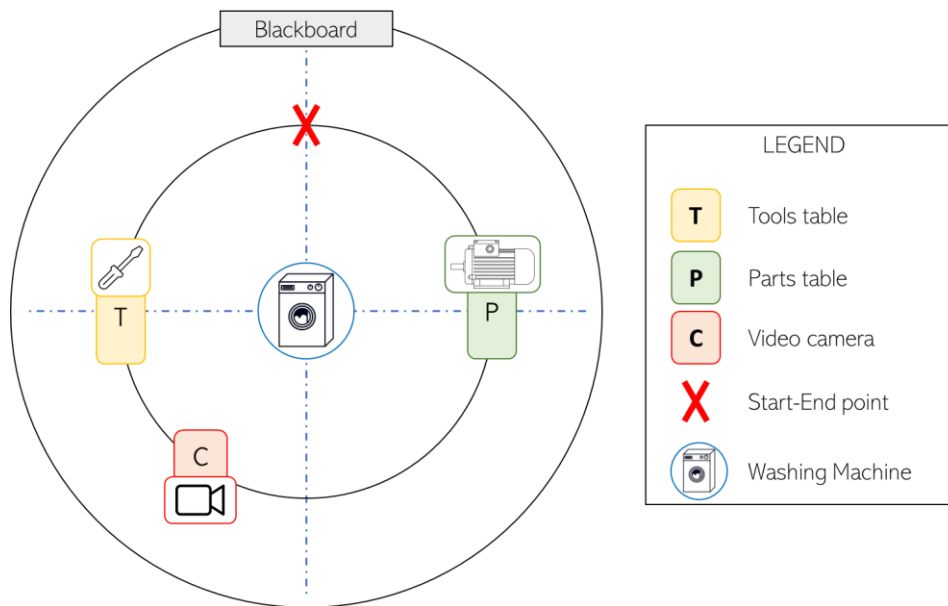 Blackboard
T
P
C
LEGEND
T Tools table
P Parts table
C Video camera
Start-End point
Washing Machine